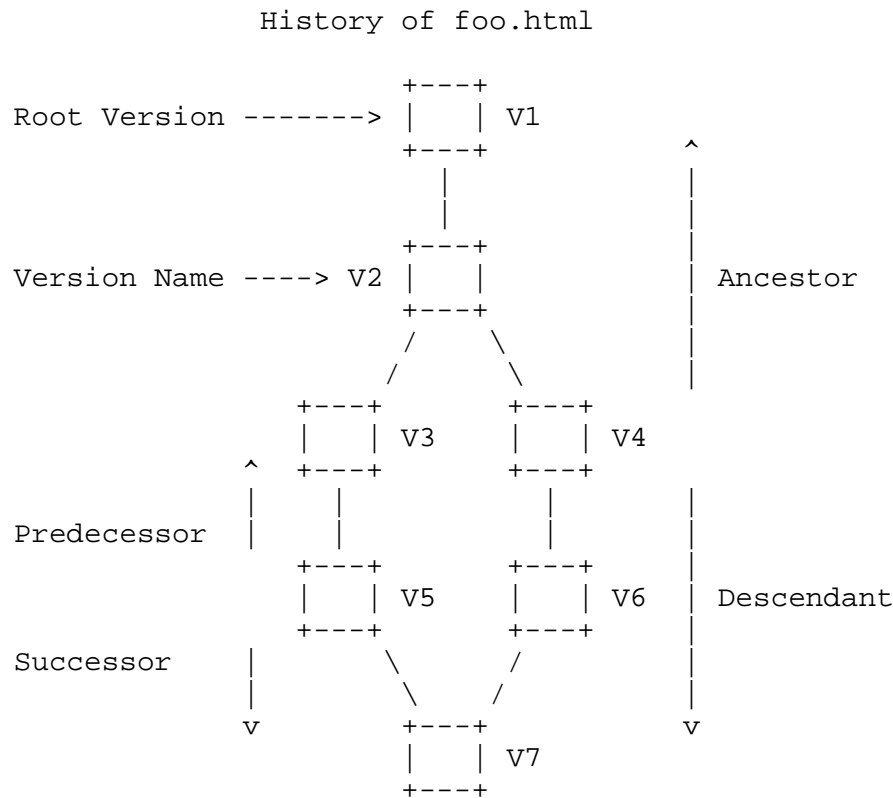 History of foo.html
+---+
Root Version -------> |   | V1
+---+ ^
| |
| |
+---+ |
Version Name ----> V2 |   | | Ancestor
+---+ |
/ \ |
/ \ |
+---+ +---+
|   | V3 |   | V4
^ +---+ +---+
| | | |
Predecessor | | | |
+---+ +---+ |
|   | V5 |   | V6 | Descendant
+---+ +---+ |
Successor | \ / |
| \ / |
v +---+ v
|   | V7
+---+